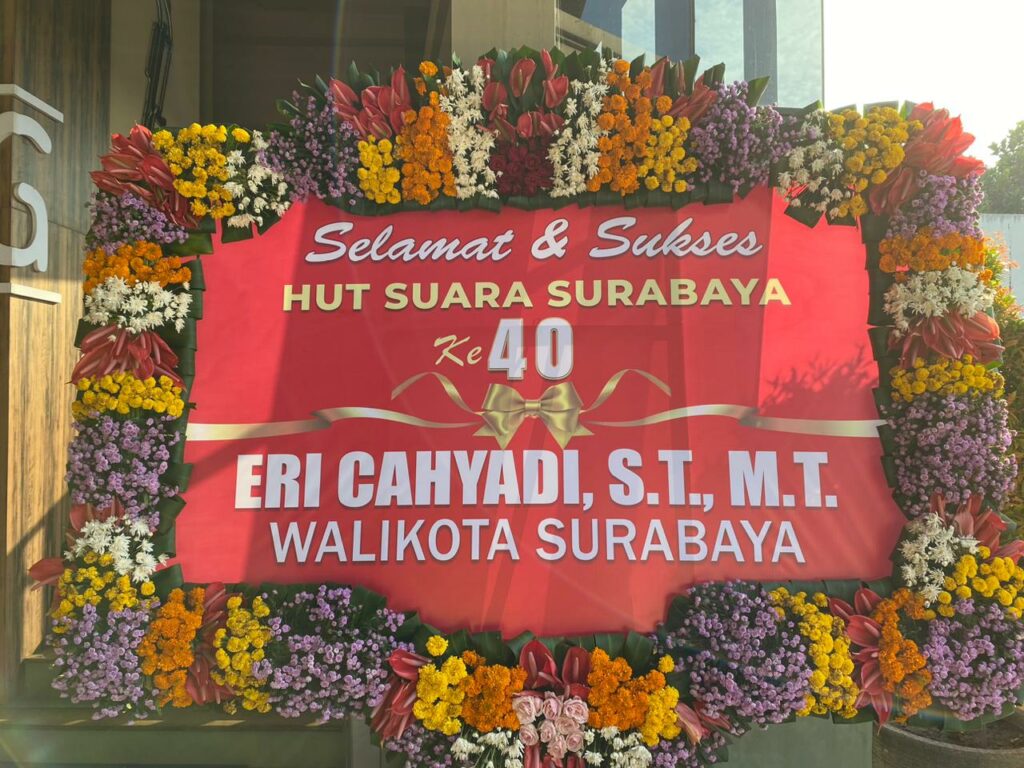 Selamat & Sukses
HUT SUARA SURABAYA
Ke 40
ERI CAHYADI, S.T., M.T.
WALIKOTA SURABAYA